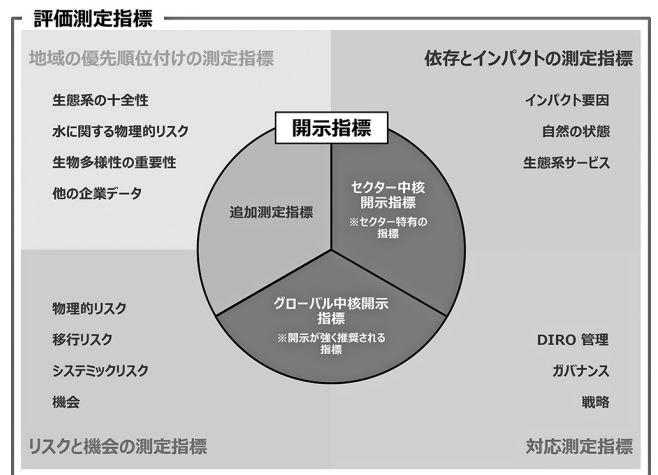 評価測定指標
地域の優先順位付けの測定指標
生態系の十全性
水に関する物理的リスク
生物多様性の重要性
他の企業データ
依存とインパクトの測定指標
インパクト要因
自然の状態
生態系サービス
開示指標
追加測定指標
セクター中核
開示指標
※セクター特有の
指標
グローバル中核開示
指標
※開示が強く推奨される
指標
物理的リスク
移行リスク
システミックリスク
機会
リスクと機会の測定指標
DIRO 管理
ガバナンス
戦略
対応測定指標